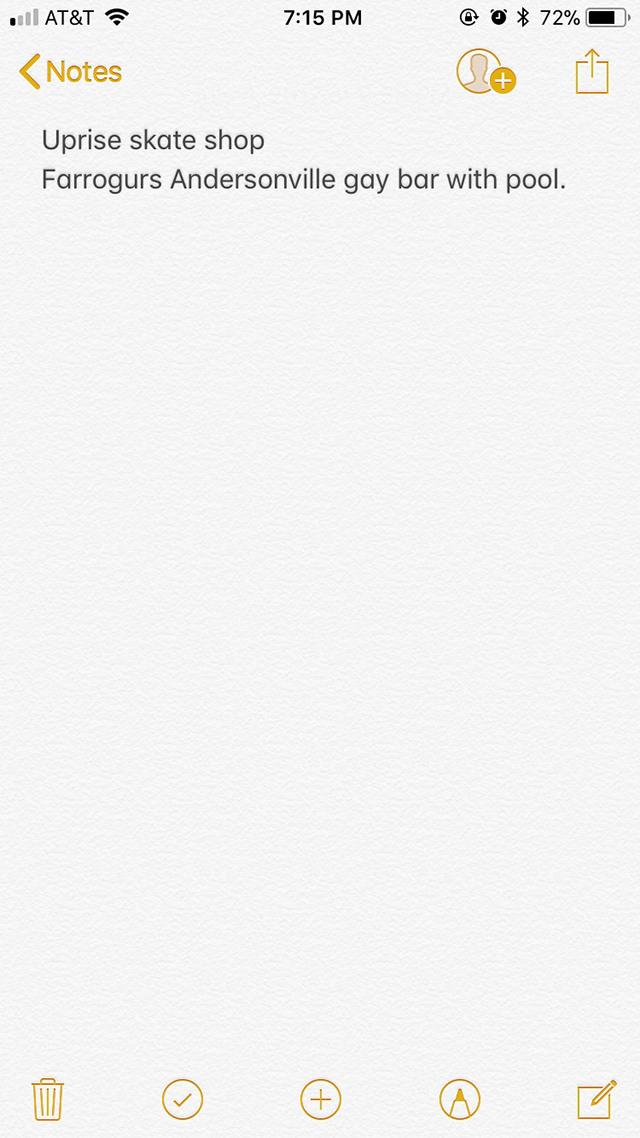 AT&T 7:15 PM 72%
Notes
Uprise skate shop
Farrogurs Andersonville gay bar with pool.